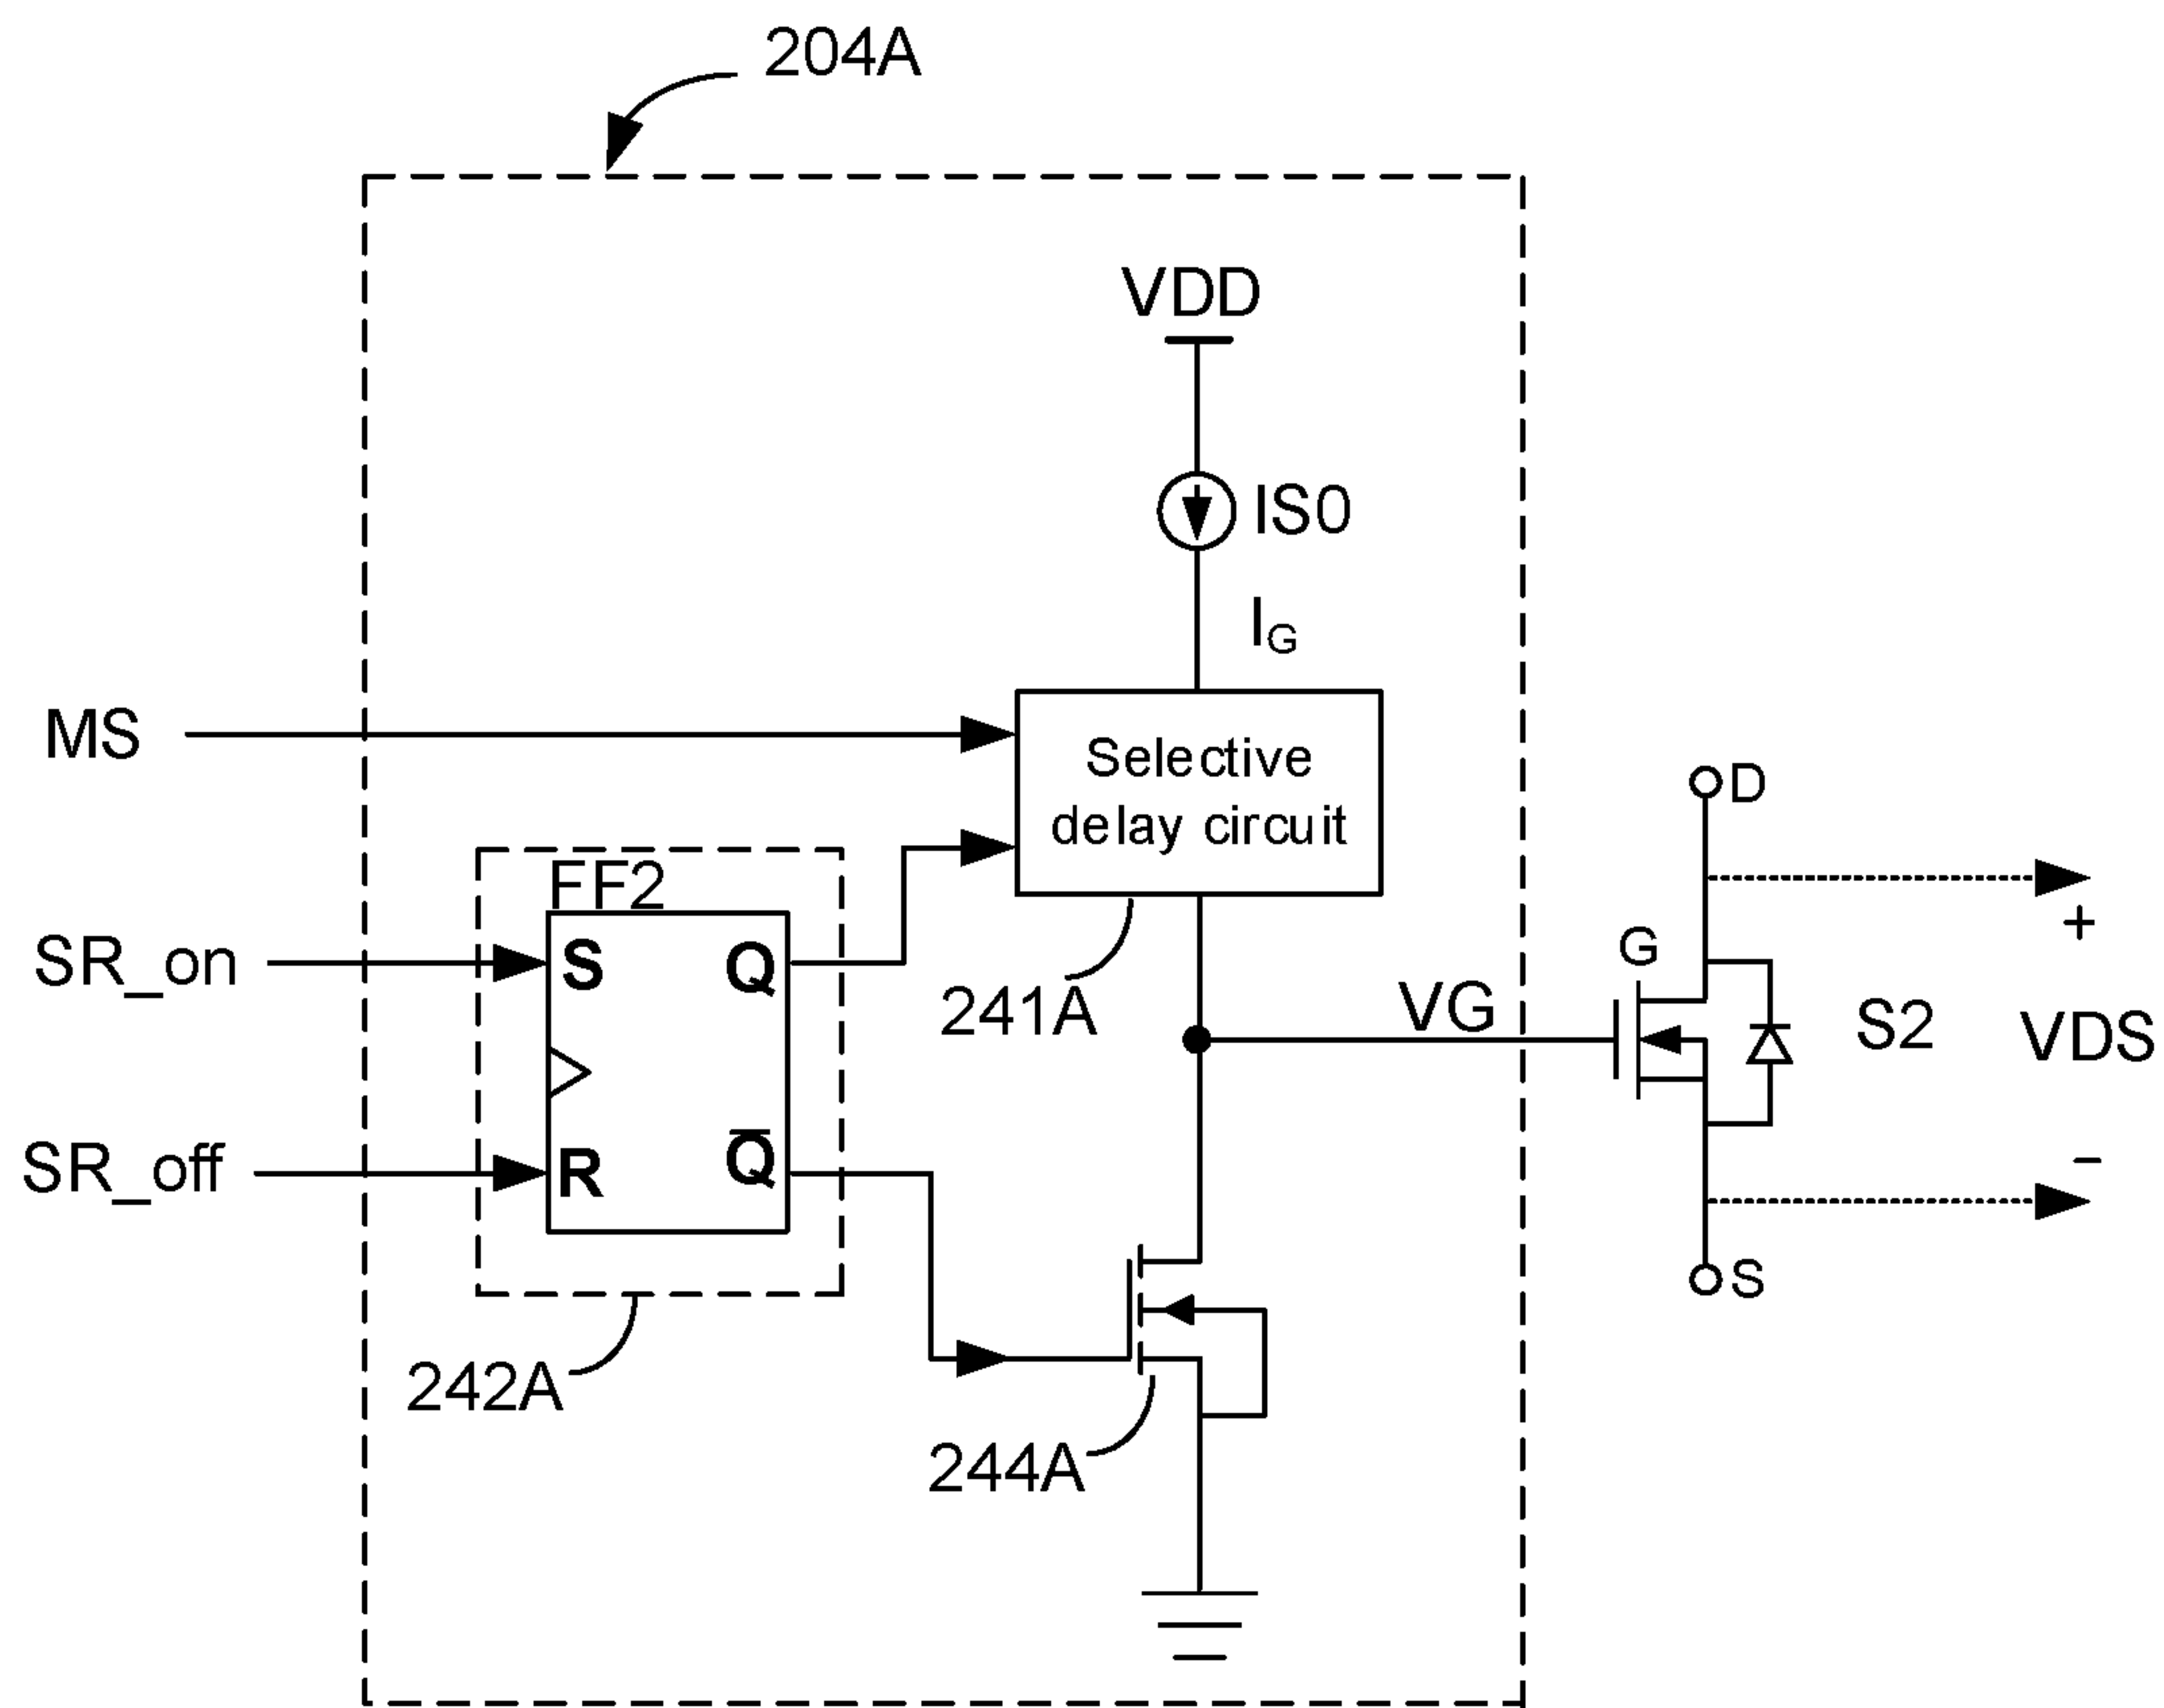 204A
VDD
IS0
IG
MS
Selective
delay circuit
D
FF2
+
G
SR_on
S
Q
241A
VG
S2
VDS
SR_off
R
Q̅
-
S
242A
244A